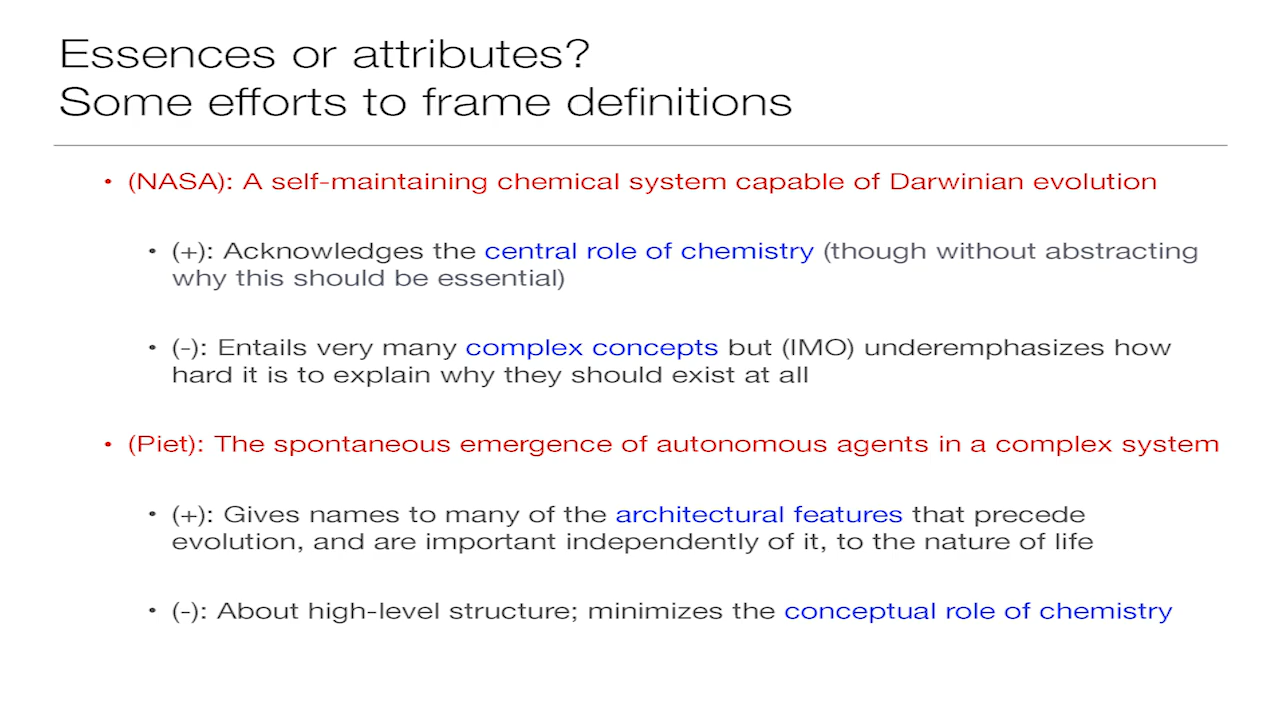 Essences or attributes?
Some efforts to frame definitions
• (NASA): A self-maintaining chemical system capable of Darwinian evolution
• (+): Acknowledges the central role of chemistry (though without abstracting
why this should be essential)
• (-): Entails very many complex concepts but (IMO) underemphasizes how
hard it is to explain why they should exist at all
• (Piet): The spontaneous emergence of autonomous agents in a complex system
• (+): Gives names to many of the architectural features that precede
evolution, and are important independently of it, to the nature of life
• (-): About high-level structure; minimizes the conceptual role of chemistry